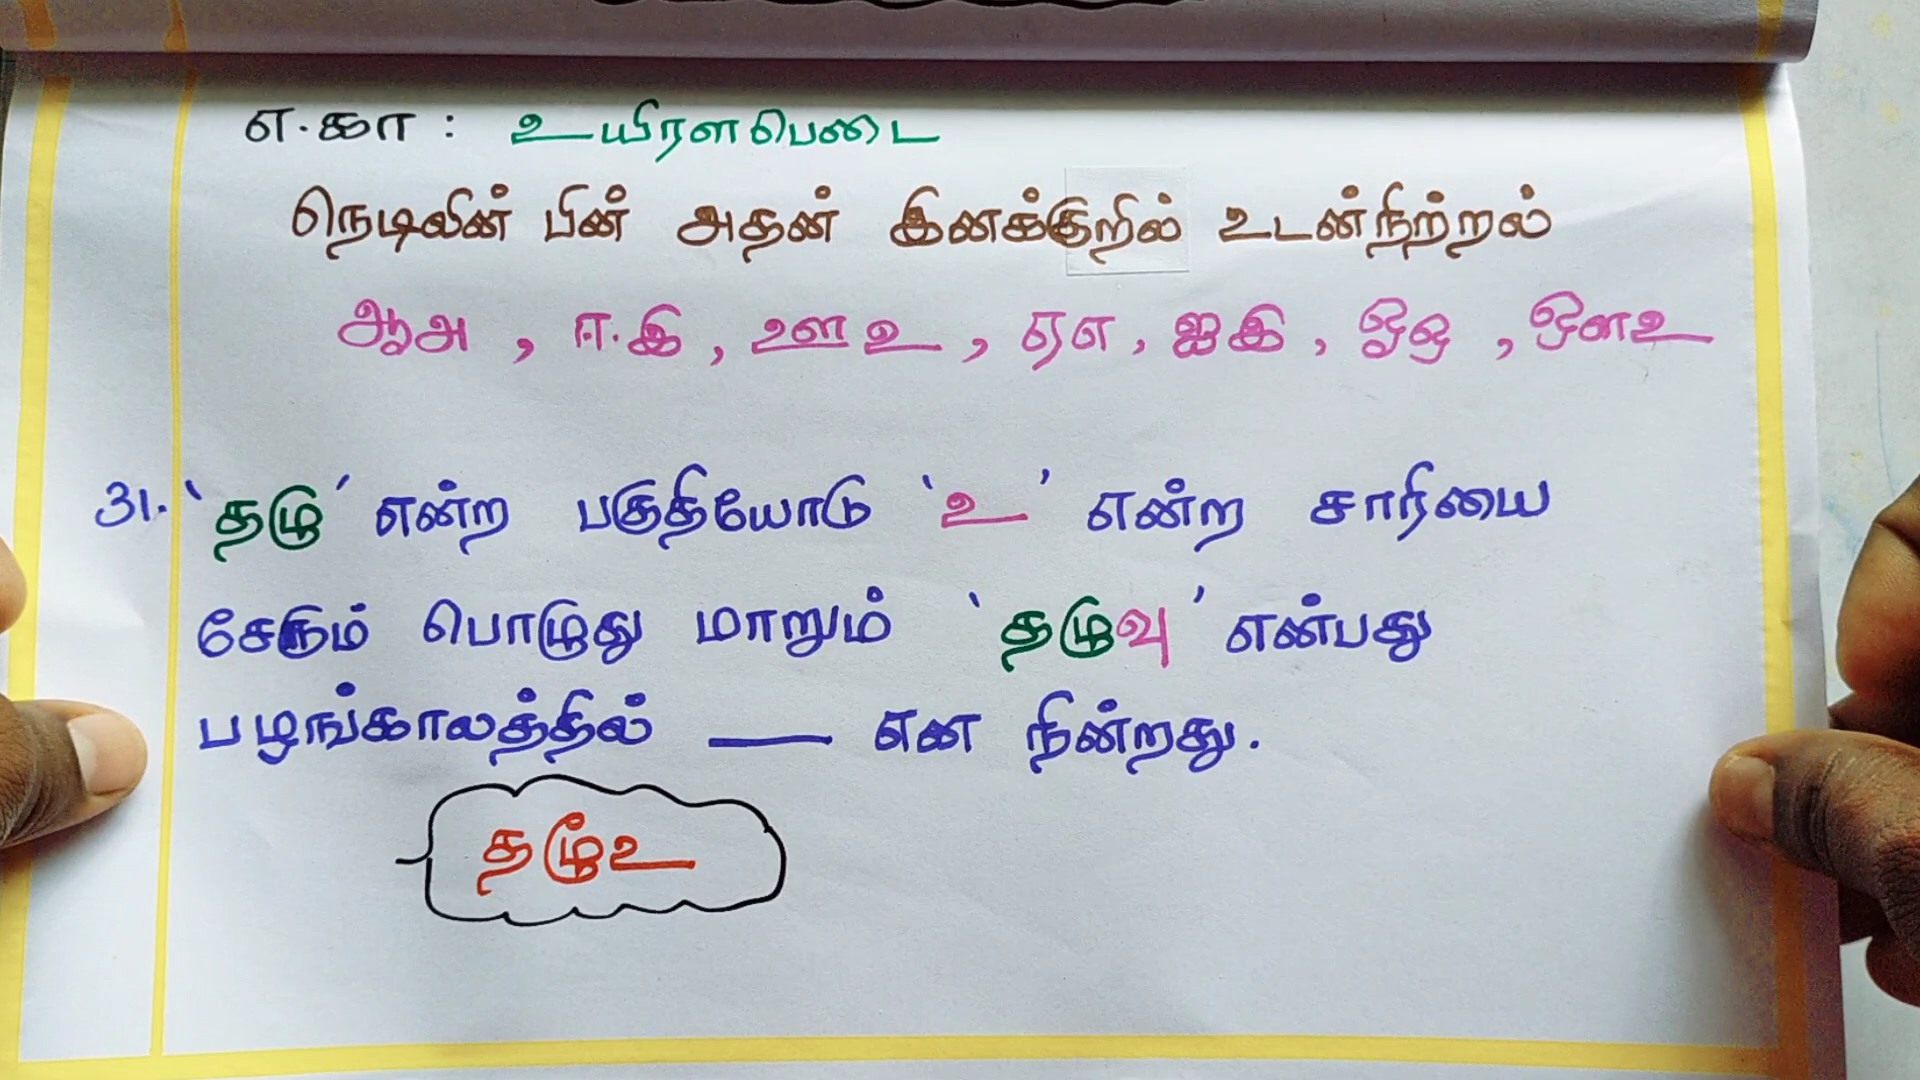 எ.கா : உயிரளபெடை
நெடிலின் பின் அதன் இனக்குறில் உடன்நிற்றல்
ஆஅ , ஈ.இ , ஊஉ , ஏஎ , ஐஇ , ஓஒ , ஔஉ
31. 'தழு' என்ற பகுதியோடு 'உ' என்ற சாரியை
சேரும் பொழுது மாறும் 'தழுவு' என்பது
பழங்காலத்தில் ___ என நின்றது.
தழூஉ